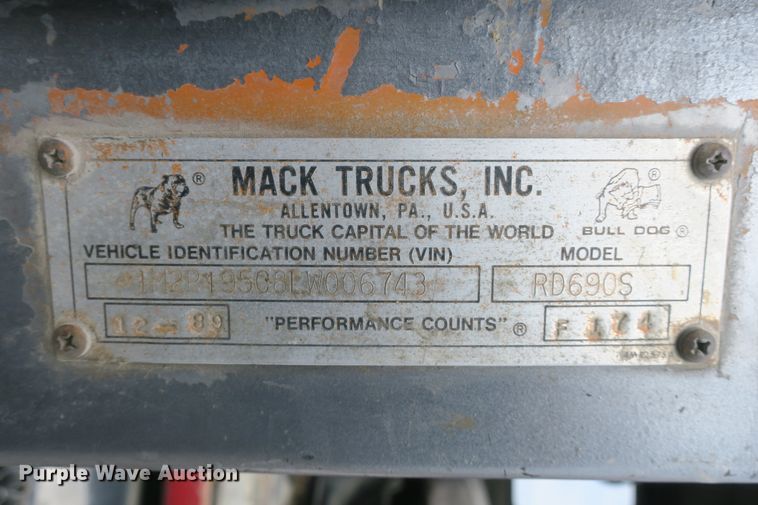 MACK TRUCKS, INC.
ALLENTOWN, PA., U.S.A.
THE TRUCK CAPITAL OF THE WORLD
BULL DOG ®
VEHICLE IDENTIFICATION NUMBER (VIN) MODEL
1M2P195C8LW006743 RD690S
12-89 "PERFORMANCE COUNTS" ® F 174
Purple Wave Auction